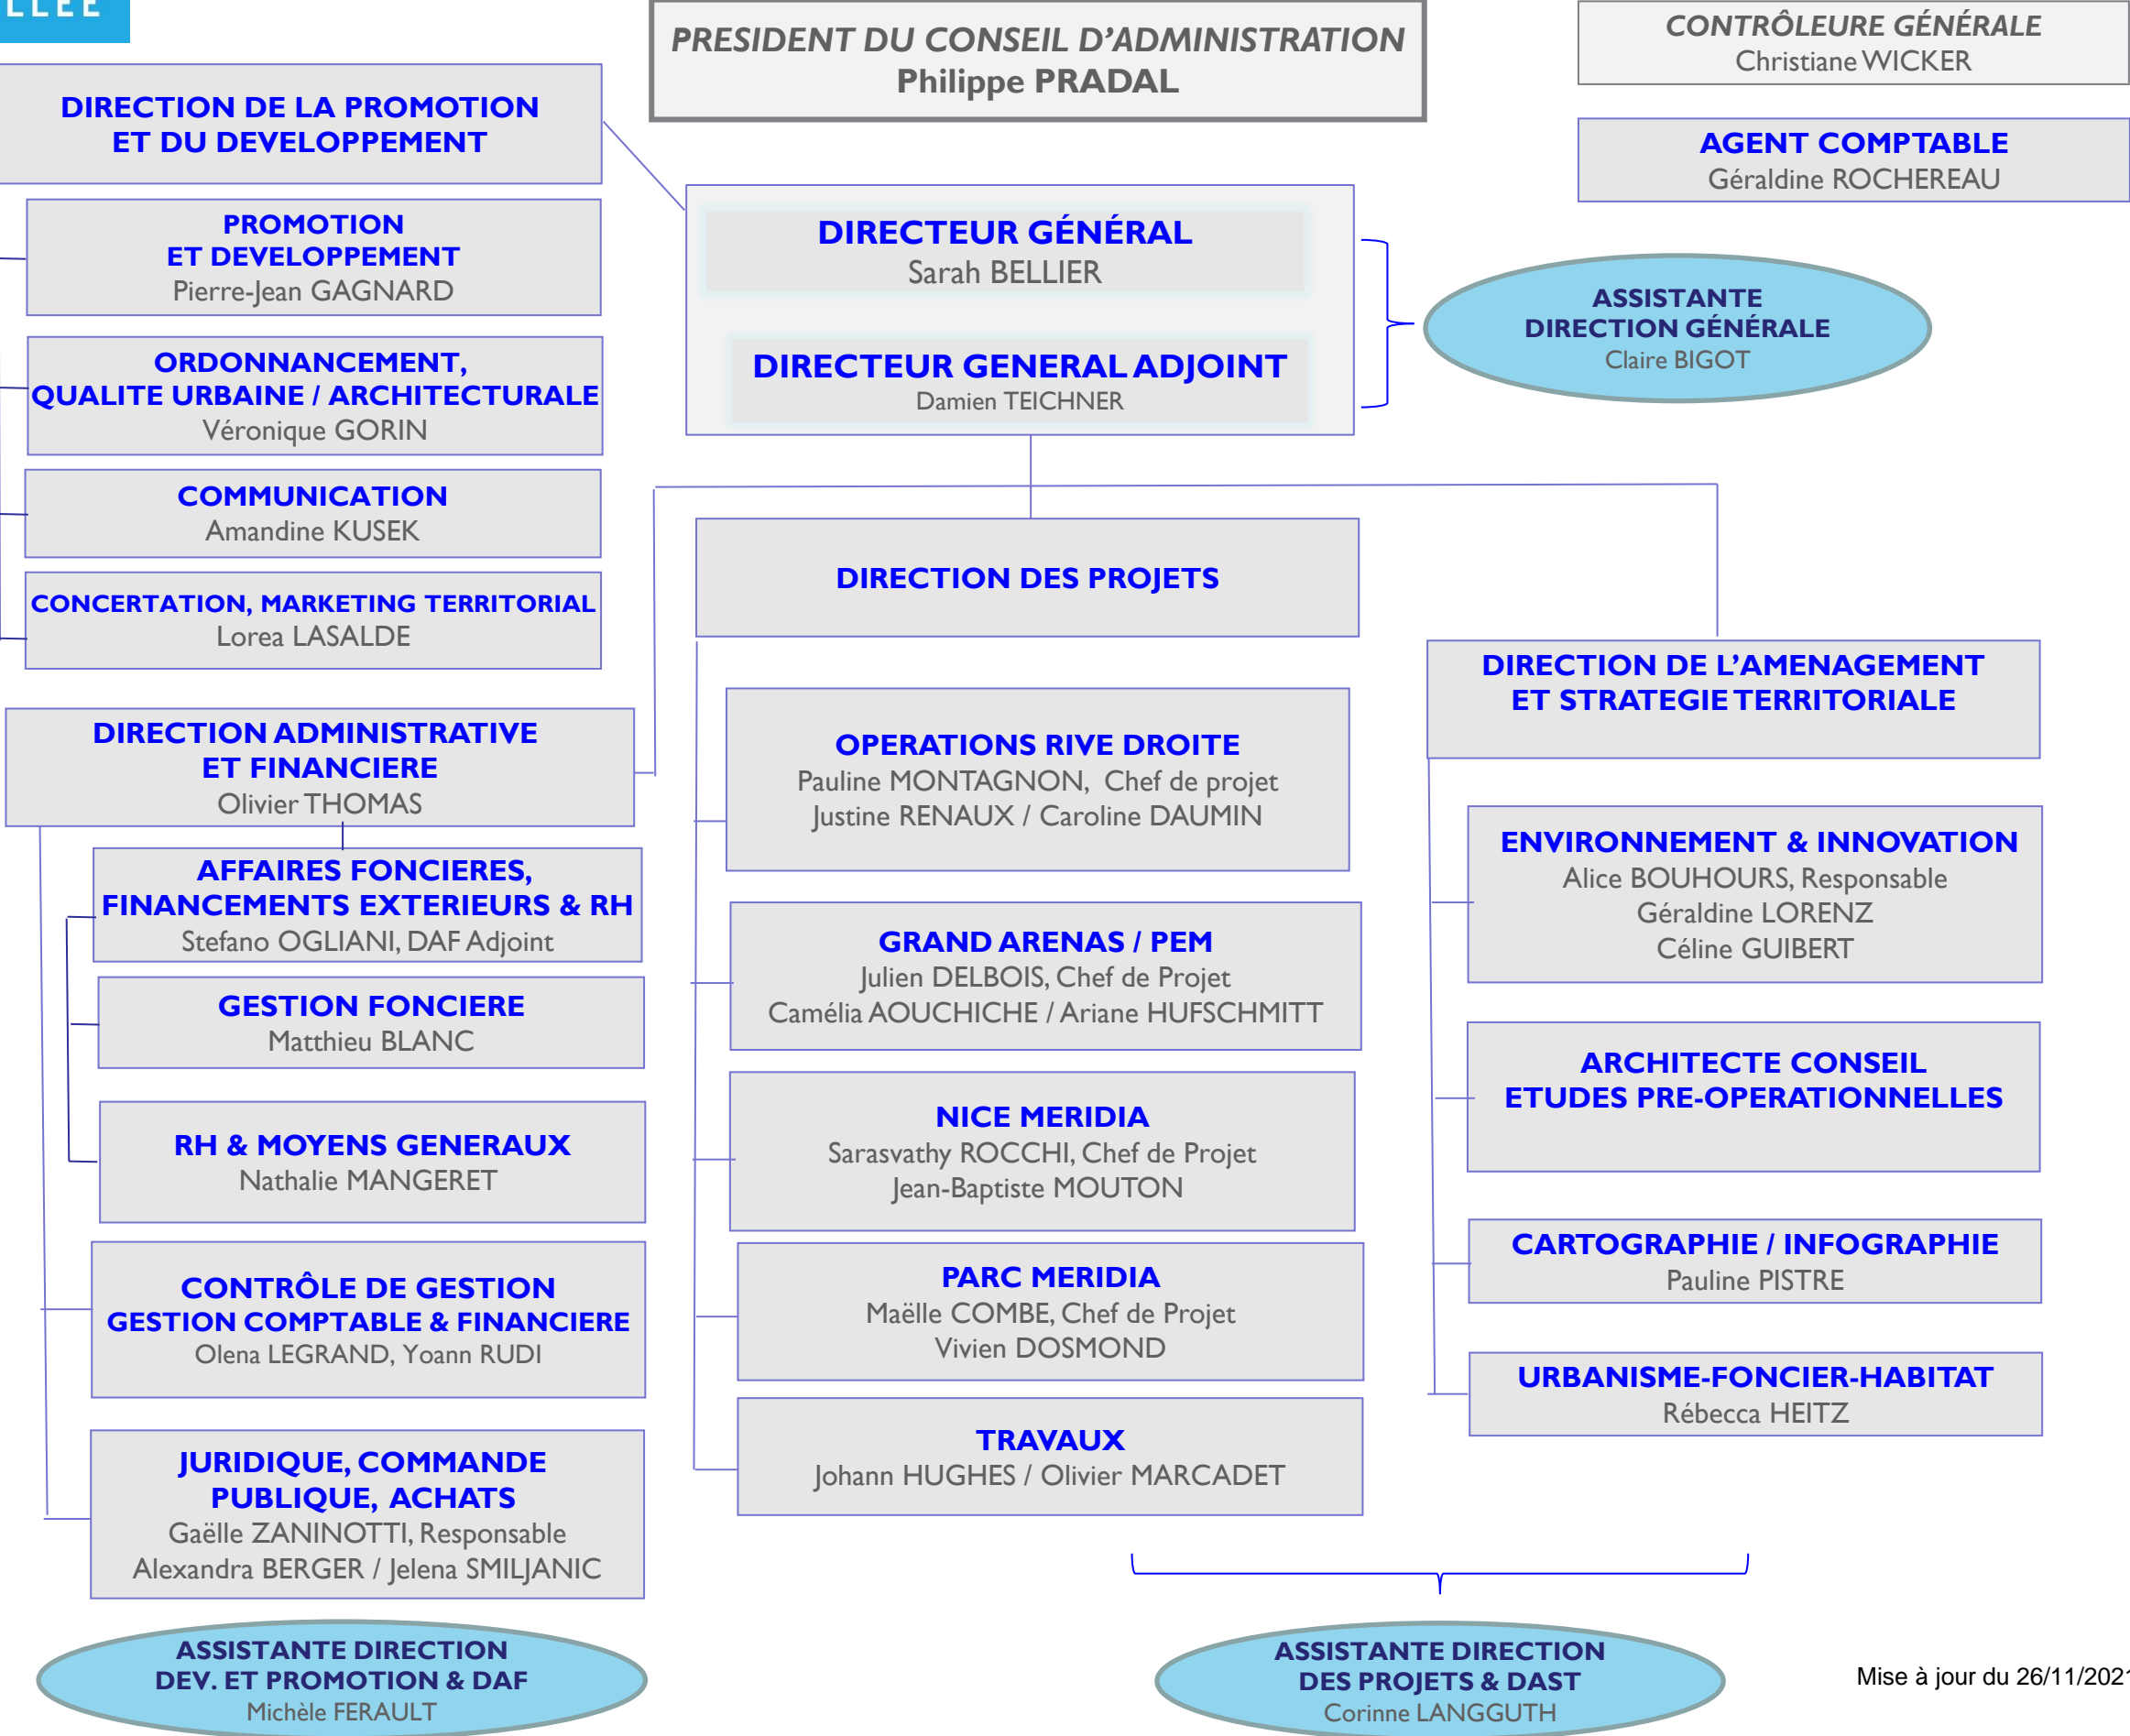 LLEE
PRESIDENT DU CONSEIL D’ADMINISTRATION
Philippe PRADAL
CONTRÔLEURE GÉNÉRALE
Christiane WICKER
AGENT COMPTABLE
Géraldine ROCHEREAU
DIRECTION DE LA PROMOTION
ET DU DEVELOPPEMENT
PROMOTION
ET DEVELOPPEMENT
Pierre-Jean GAGNARD
ORDONNANCEMENT,
QUALITE URBAINE / ARCHITECTURALE
Véronique GORIN
COMMUNICATION
Amandine KUSEK
CONCERTATION, MARKETING TERRITORIAL
Lorea LASALDE
DIRECTEUR GÉNÉRAL
Sarah BELLIER
DIRECTEUR GENERAL ADJOINT
Damien TEICHNER
ASSISTANTE
DIRECTION GÉNÉRALE
Claire BIGOT
DIRECTION ADMINISTRATIVE
ET FINANCIERE
Olivier THOMAS
AFFAIRES FONCIERES,
FINANCEMENTS EXTERIEURS & RH
Stefano OGLIANI, DAF Adjoint
GESTION FONCIERE
Matthieu BLANC
RH & MOYENS GENERAUX
Nathalie MANGERET
CONTRÔLE DE GESTION
GESTION COMPTABLE & FINANCIERE
Olena LEGRAND, Yoann RUDI
JURIDIQUE, COMMANDE
PUBLIQUE, ACHATS
Gaëlle ZANINOTTI, Responsable
Alexandra BERGER / Jelena SMILJANIC
ASSISTANTE DIRECTION
DEV. ET PROMOTION & DAF
Michèle FERAULT
DIRECTION DES PROJETS
OPERATIONS RIVE DROITE
Pauline MONTAGNON, Chef de projet
Justine RENAUX / Caroline DAUMIN
GRAND ARENAS / PEM
Julien DELBOIS, Chef de Projet
Camélia AOUCHICHE / Ariane HUFSCHMITT
NICE MERIDIA
Sarasvathy ROCCHI, Chef de Projet
Jean-Baptiste MOUTON
PARC MERIDIA
Maëlle COMBE, Chef de Projet
Vivien DOSMOND
TRAVAUX
Johann HUGHES / Olivier MARCADET
DIRECTION DE L’AMENAGEMENT
ET STRATEGIE TERRITORIALE
ENVIRONNEMENT & INNOVATION
Alice BOUHOURS, Responsable
Géraldine LORENZ
Céline GUIBERT
ARCHITECTE CONSEIL
ETUDES PRE-OPERATIONNELLES
CARTOGRAPHIE / INFOGRAPHIE
Pauline PISTRE
URBANISME-FONCIER-HABITAT
Rébecca HEITZ
ASSISTANTE DIRECTION
DES PROJETS & DAST
Corinne LANGGUTH
Mise à jour du 26/11/2021